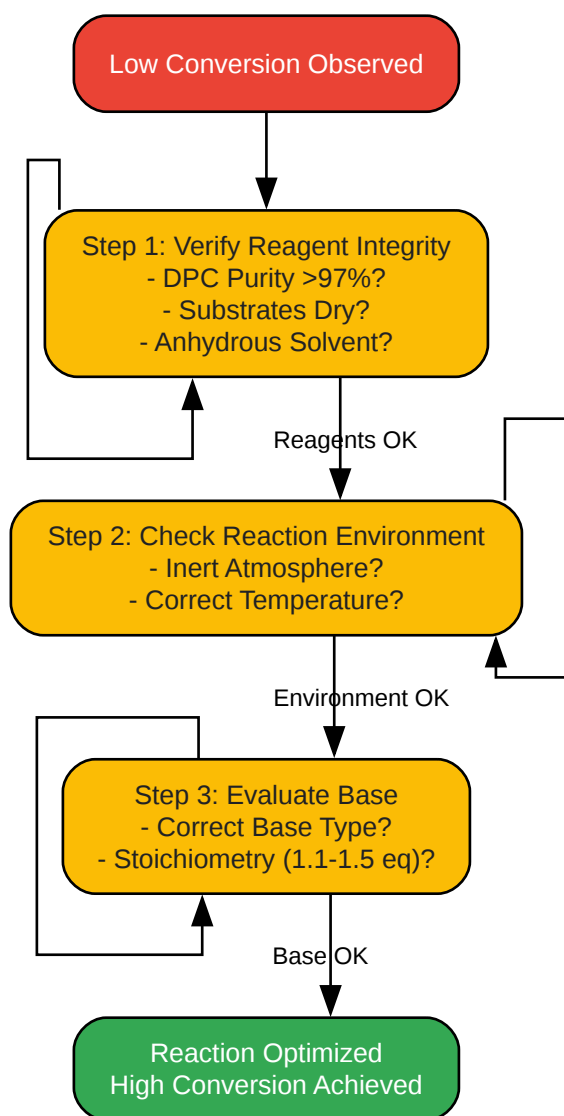 Low Conversion Observed
Step 1: Verify Reagent Integrity
- DPC Purity >97%?
- Substrates Dry?
- Anhydrous Solvent?
Reagents OK
Step 2: Check Reaction Environment
- Inert Atmosphere?
- Correct Temperature?
Environment OK
Step 3: Evaluate Base
- Correct Base Type?
- Stoichiometry (1.1-1.5 eq)?
Base OK
Reaction Optimized
High Conversion Achieved